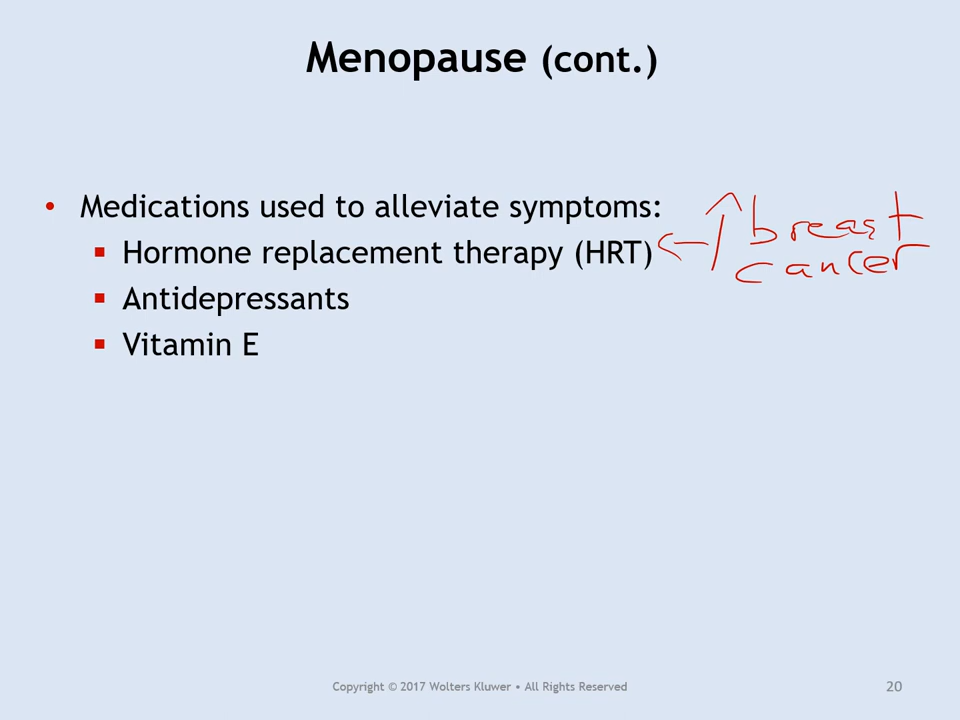 Menopause (cont.)
• Medications used to alleviate symptoms:
▪ Hormone replacement therapy (HRT) ← ↑ breast cancer
▪ Antidepressants
▪ Vitamin E
Copyright © 2017 Wolters Kluwer • All Rights Reserved
20